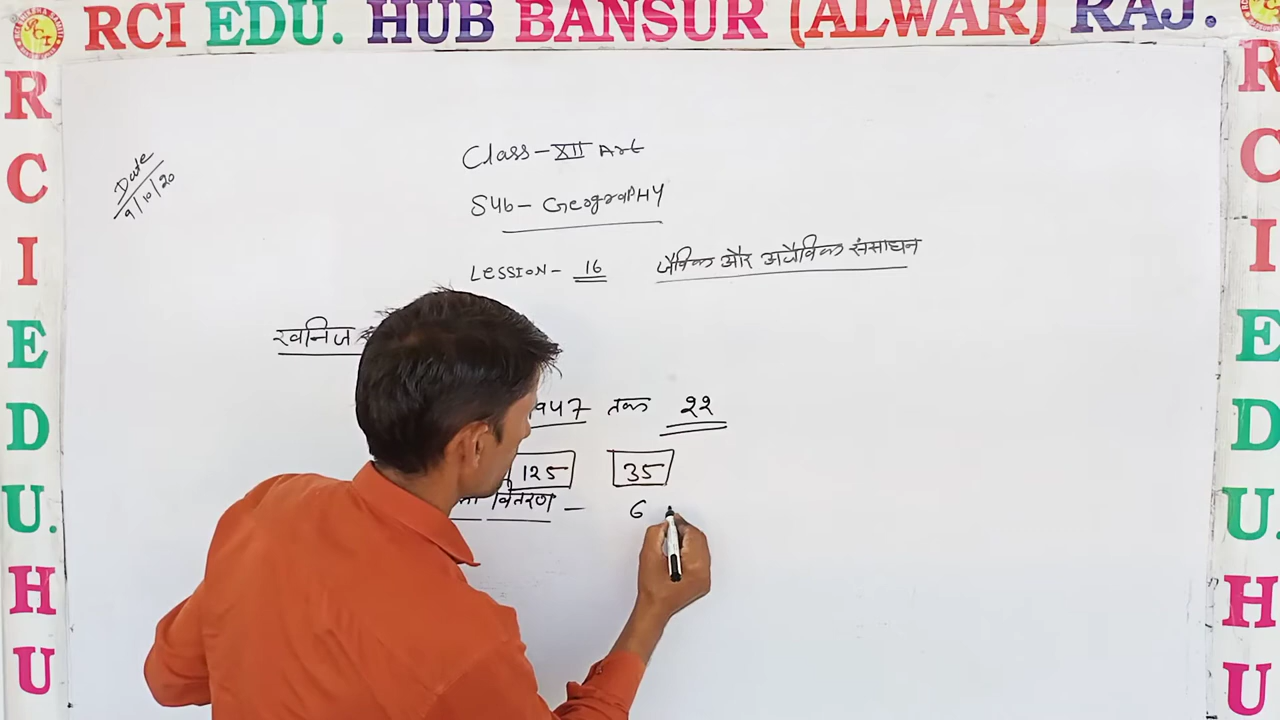 RCI EDU. HUB BANSUR (ALWAR) RAJ.
R C I E D U. H U
R C I E D U. H U
Date
9/10/20
Class-XII Art
Sub- GeograPHY
LESSION- 16 जैविक और अजैविक संसाधन
खनिज
1947 तक 22
125 35
वितरण - 6